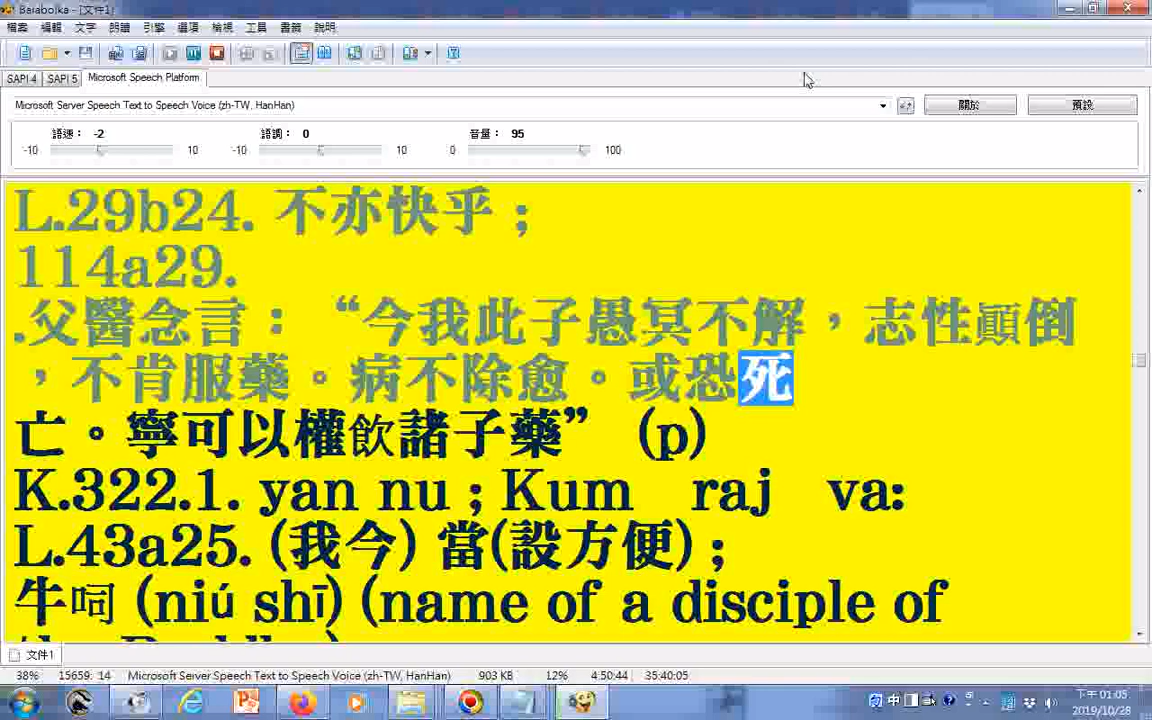 Balabolka - [文件1]
檔案 編輯 文字 朗讀 引擎 選項 檢視 工具 書籤 說明
SAPI 4 SAPI 5 Microsoft Speech Platform
Microsoft Server Speech Text to Speech Voice (zh-TW, HanHan) 關於 預設
語速： -2 語調： 0 音量： 95
-10 10 -10 10 0 100
L.29b24. 不亦快乎；
114a29.
.父醫念言：“今我此子愚冥不解，志性顚倒
，不肯服藥。病不除愈。或恐死
亡。寧可以權飲諸子藥” (p)
K.322.1. yan nu ; Kum raj va:
L.43a25. (我今) 當(設方便)；
牛呞 (niú shī) (name of a disciple of
文件1
38% 15659: 14 Microsoft Server Speech Text to Speech Voice (zh-TW, HanHan) 903 KB 12% 4:50:44 35:40:05
中 下午 01:05
2019/10/28